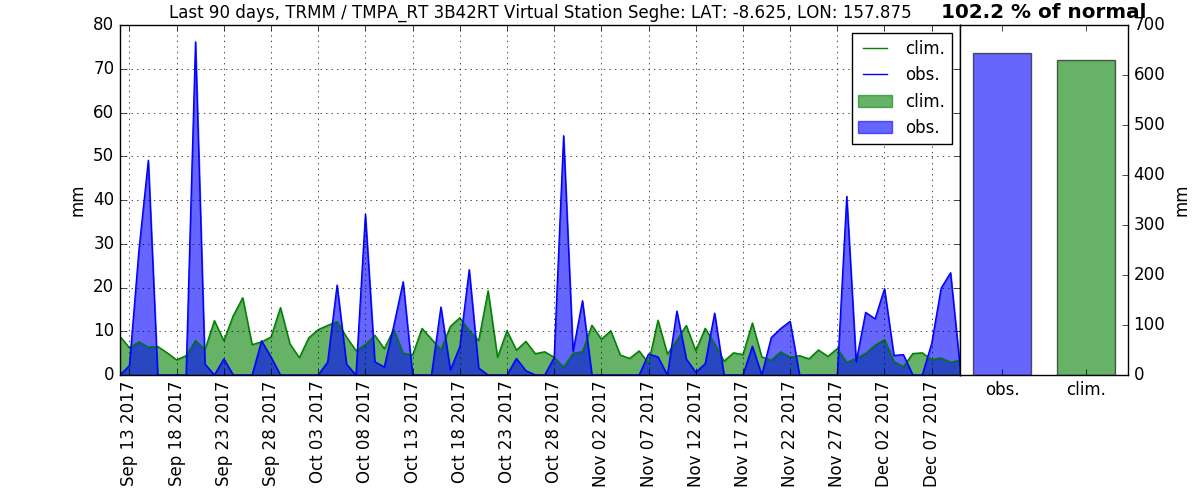 Last 90 days, TRMM / TMPA_RT 3B42RT Virtual Station Seghe: LAT: -8.625, LON: 157.875
102.2 % of normal
80
70
60
50
40
30
20
10
0
mm
clim.
obs.
clim.
obs.
700
600
500
400
300
200
100
0
mm
Sep 13 2017
Sep 18 2017
Sep 23 2017
Sep 28 2017
Oct 03 2017
Oct 08 2017
Oct 13 2017
Oct 18 2017
Oct 23 2017
Oct 28 2017
Nov 02 2017
Nov 07 2017
Nov 12 2017
Nov 17 2017
Nov 22 2017
Nov 27 2017
Dec 02 2017
Dec 07 2017
obs.
clim.